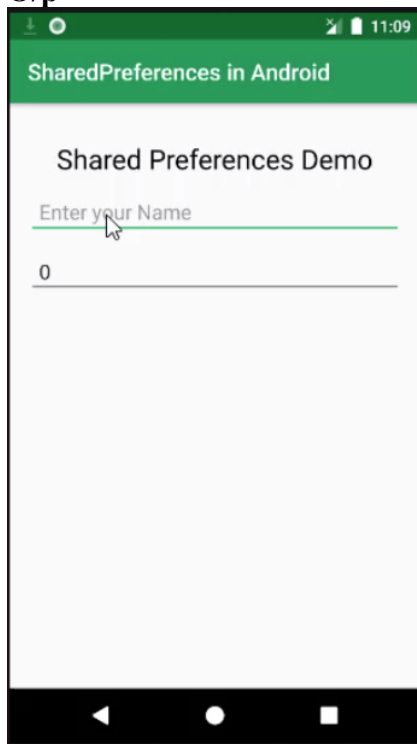 11:09
SharedPreferences in Android
Shared Preferences Demo
Enter your Name
0